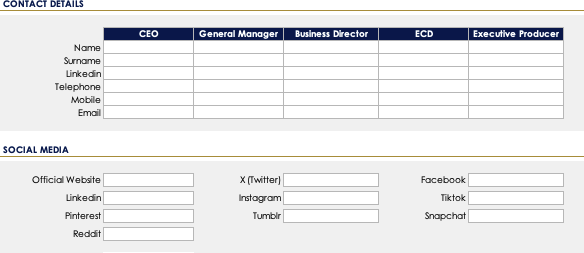 CONTACT DETAILS
CEO General Manager Business Director ECD Executive Producer
Name
Surname
Linkedin
Telephone
Mobile
Email
SOCIAL MEDIA
Official Website X (Twitter) Facebook
Linkedin Instagram Tiktok
Pinterest Tumblr Snapchat
Reddit